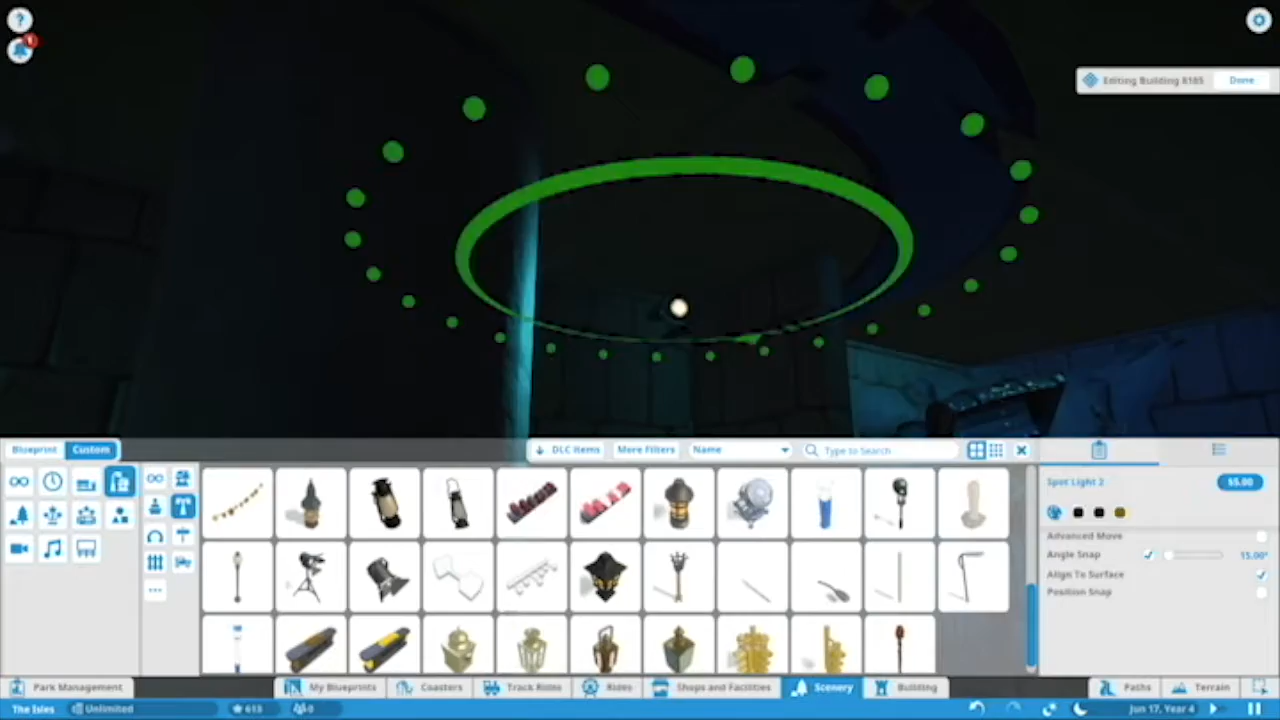 ?
Editing Building 8185 Done
Blueprint Custom
DLC Items More Filters Name Type to Search
Spot Light 2 $5.00
Advanced Move
Angle Snap 15.00°
Align To Surface
Position Snap
Park Management My Blueprints Coasters Track Rides Rides Shops and Facilities Scenery Building Paths Terrain
The Isles Unlimited 613 0 Jun 17, Year 4